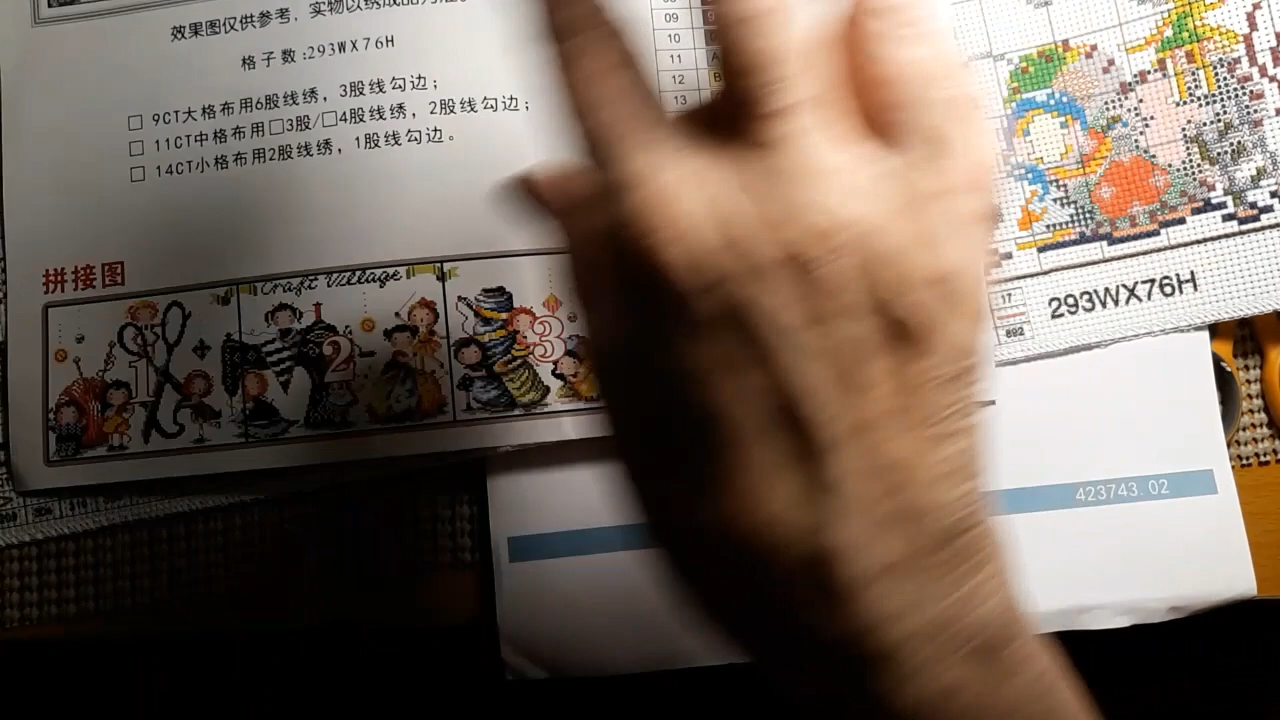 效果图仅供参考，实物以绣成品为准。
格子数:293WX76H
□ 9CT大格布用6股线绣，3股线勾边；
□ 11CT中格布用□3股/□4股线绣，2股线勾边；
□ 14CT小格布用2股线绣，1股线勾边。
拼接图
Craft Village
1
2
3
09
10
11
12
13
B
17
892
293WX76H
423743.02